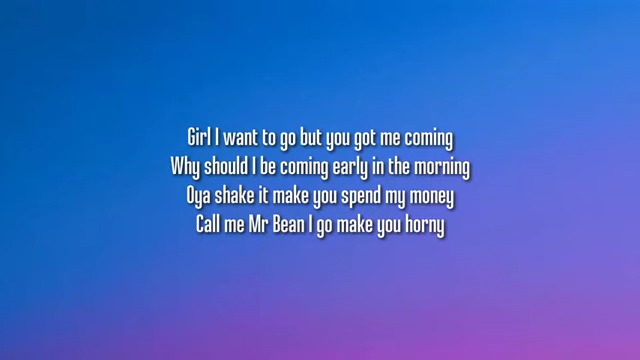 Girl I want to go but you got me coming
Why should I be coming early in the morning
Oya shake it make you spend my money
Call me Mr Bean I go make you horny